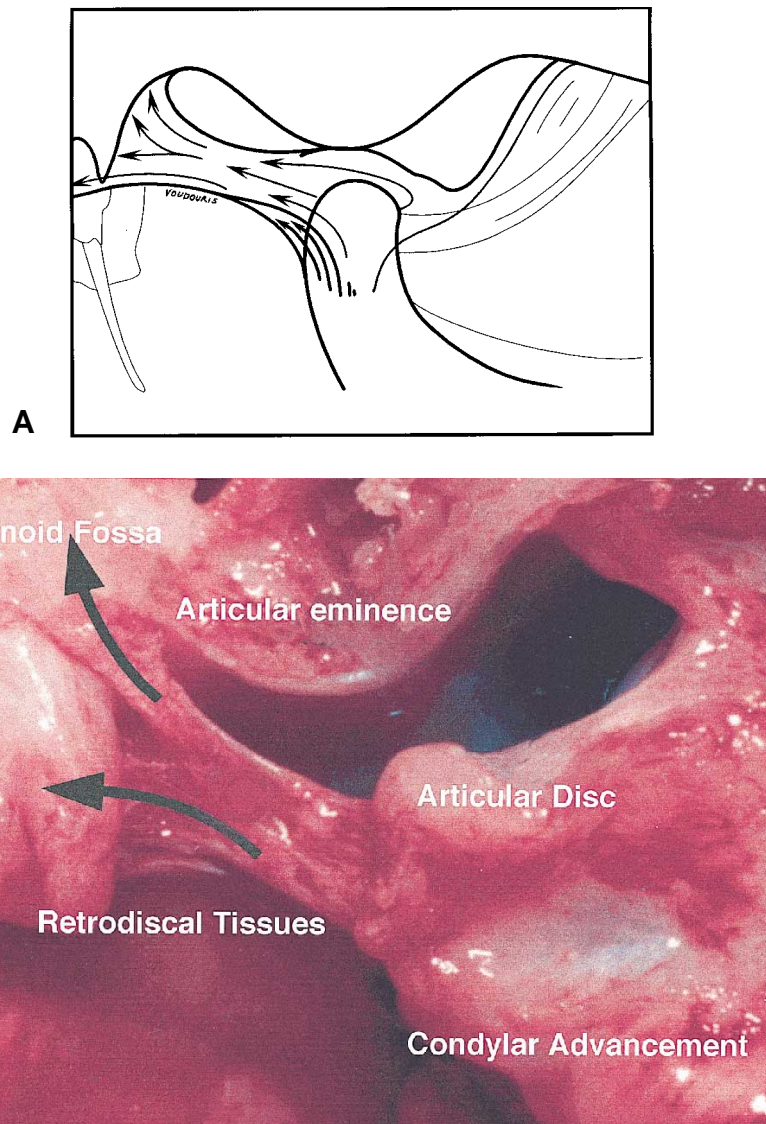 VOUDOURIS
A
noid Fossa
Articular eminence
Articular Disc
Retrodiscal Tissues
Condylar Advancement